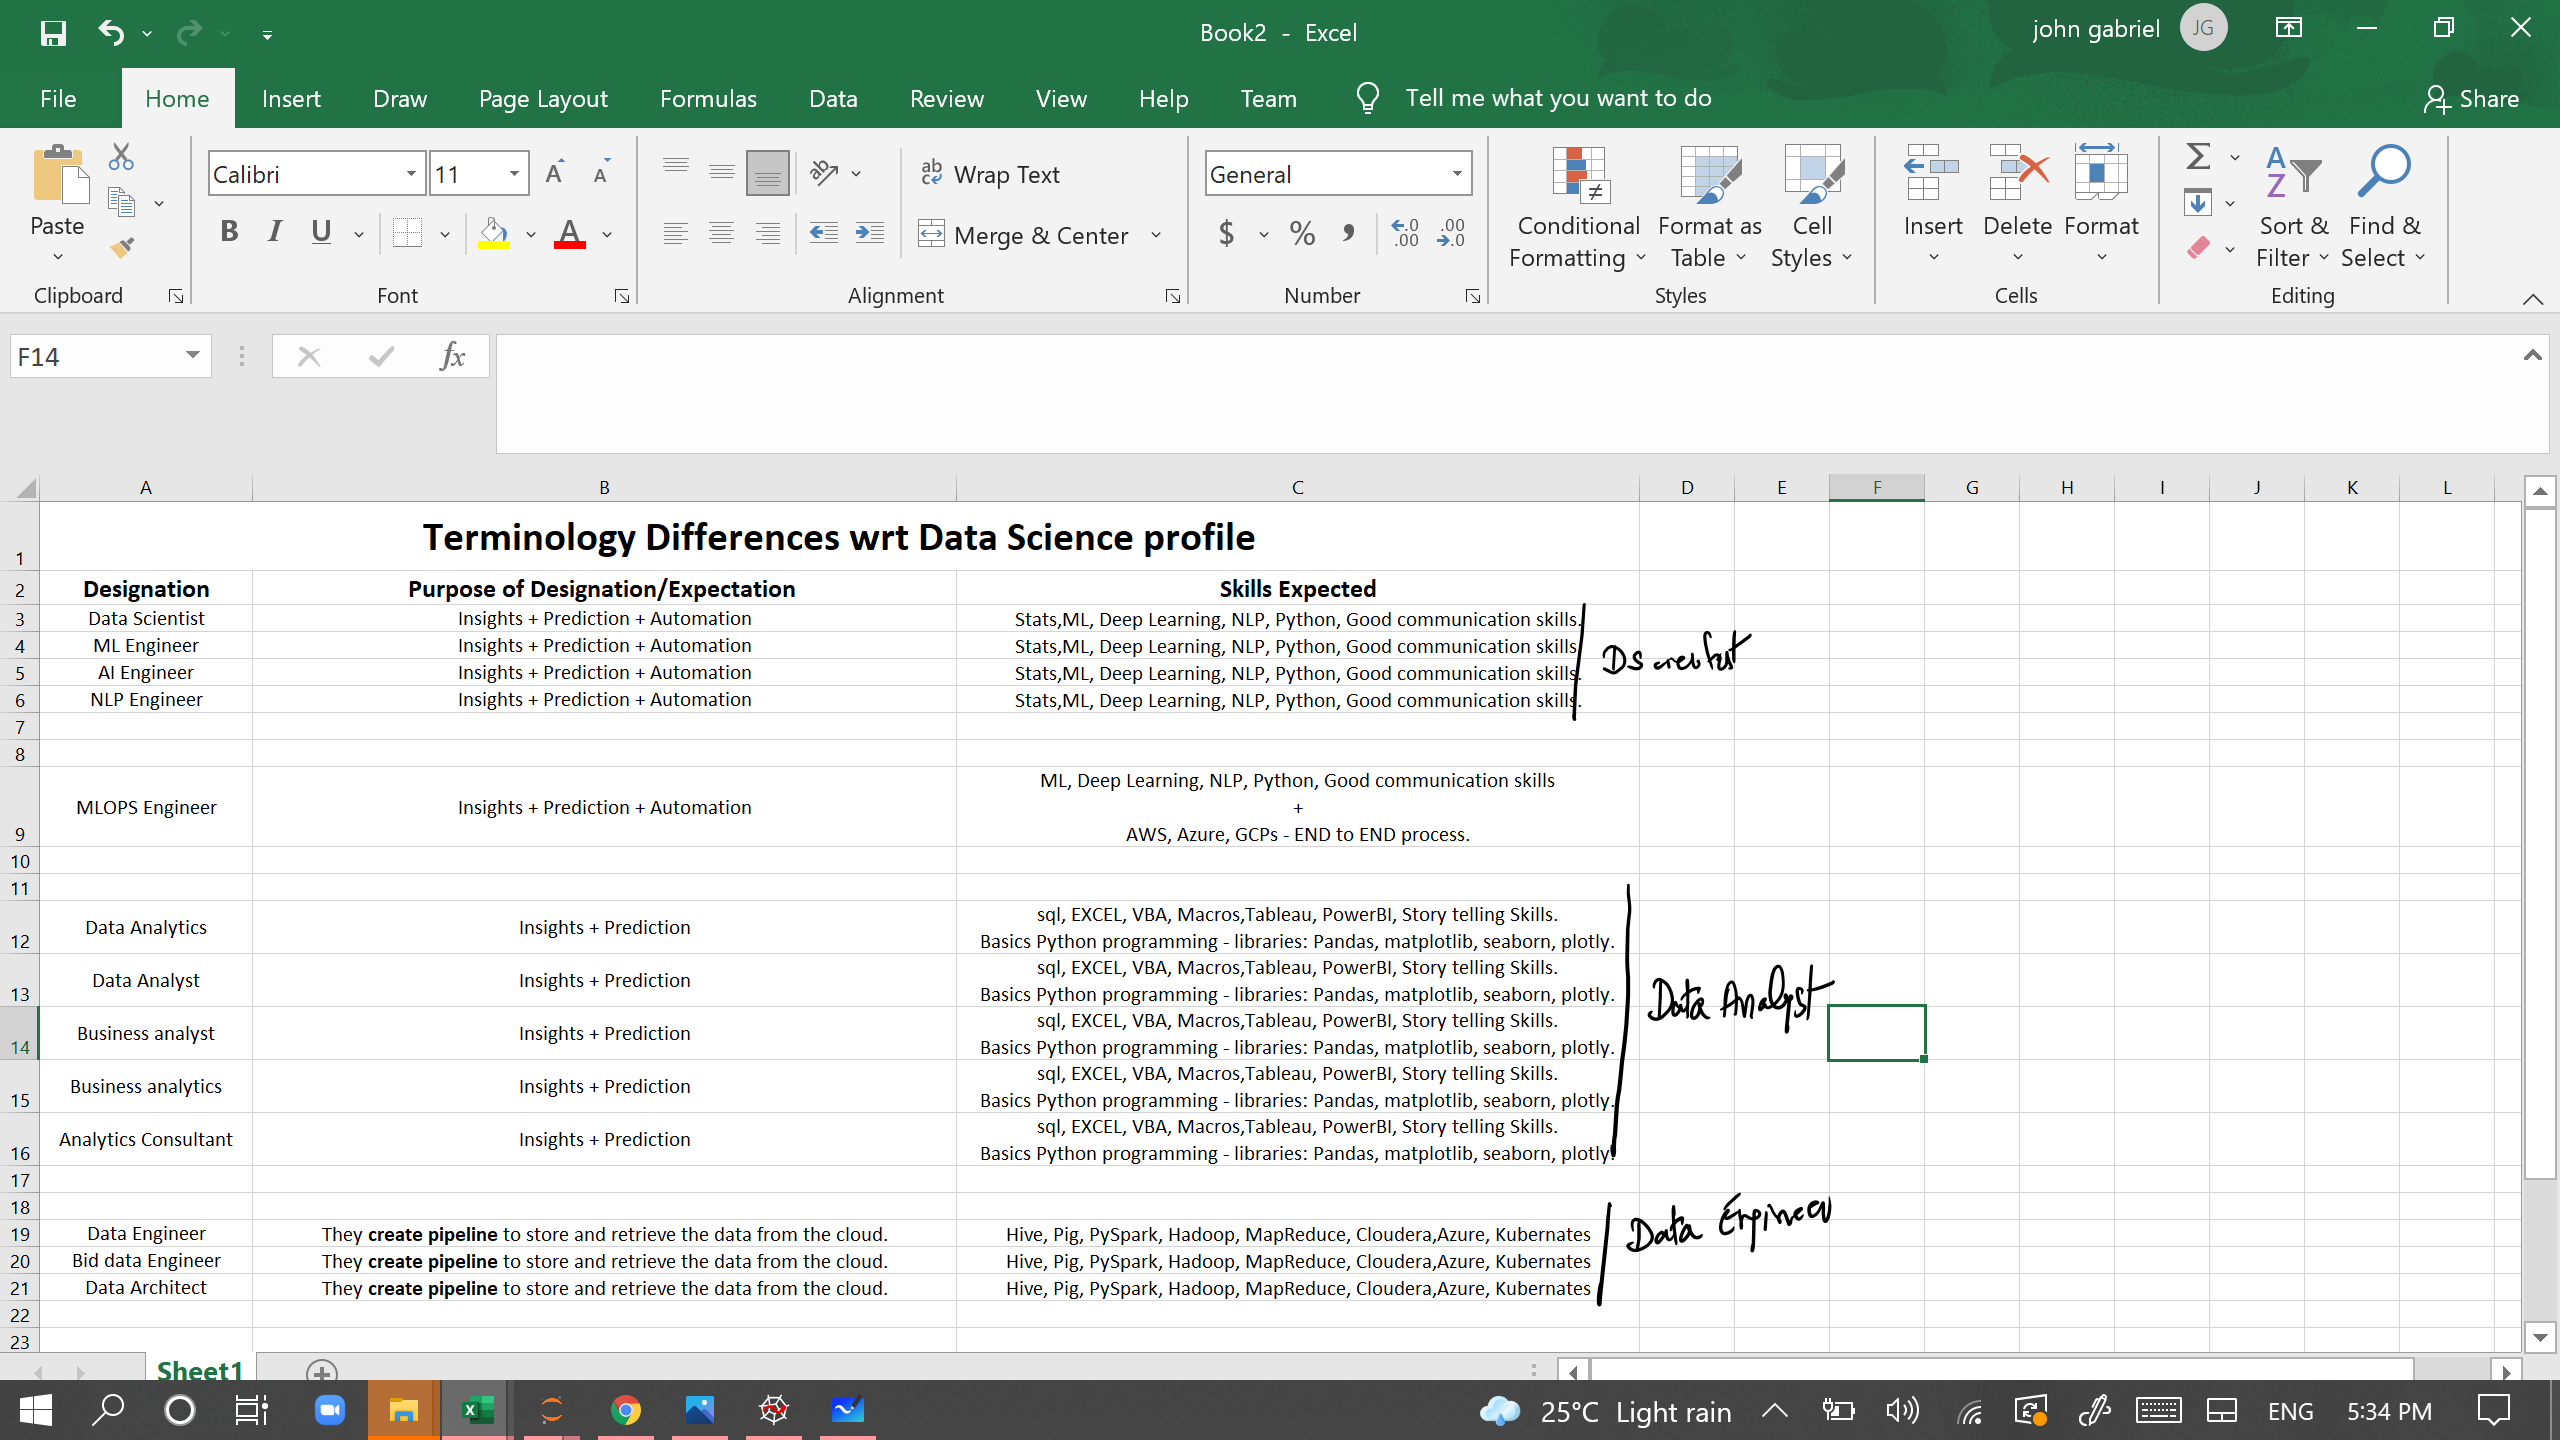 Book2 - Excel
john gabriel JG
File Home Insert Draw Page Layout Formulas Data Review View Help Team Tell me what you want to do Share
Paste
Clipboard
Calibri 11
B I U
Font
Wrap Text
Merge & Center
Alignment
General
$ % ,
Number
Conditional Formatting
Format as Table
Cell Styles
Styles
Insert Delete Format
Cells
Sort & Filter
Find & Select
Editing
F14 fx
A B C D E F G H I J K L
1 Terminology Differences wrt Data Science profile
2 Designation Purpose of Designation/Expectation Skills Expected
3 Data Scientist Insights + Prediction + Automation Stats,ML, Deep Learning, NLP, Python, Good communication skills.
4 ML Engineer Insights + Prediction + Automation Stats,ML, Deep Learning, NLP, Python, Good communication skills
5 AI Engineer Insights + Prediction + Automation Stats,ML, Deep Learning, NLP, Python, Good communication skills.
6 NLP Engineer Insights + Prediction + Automation Stats,ML, Deep Learning, NLP, Python, Good communication skills.
7
8
ML, Deep Learning, NLP, Python, Good communication skills
MLOPS Engineer Insights + Prediction + Automation +
9 AWS, Azure, GCPs - END to END process.
10
11
Data Analytics Insights + Prediction sql, EXCEL, VBA, Macros,Tableau, PowerBI, Story telling Skills.
12 Basics Python programming - libraries: Pandas, matplotlib, seaborn, plotly.
Data Analyst Insights + Prediction sql, EXCEL, VBA, Macros,Tableau, PowerBI, Story telling Skills.
13 Basics Python programming - libraries: Pandas, matplotlib, seaborn, plotly.
Data Analyst
Business analyst Insights + Prediction sql, EXCEL, VBA, Macros,Tableau, PowerBI, Story telling Skills.
14 Basics Python programming - libraries: Pandas, matplotlib, seaborn, plotly.
Business analytics Insights + Prediction sql, EXCEL, VBA, Macros,Tableau, PowerBI, Story telling Skills.
15 Basics Python programming - libraries: Pandas, matplotlib, seaborn, plotly.
Analytics Consultant Insights + Prediction sql, EXCEL, VBA, Macros,Tableau, PowerBI, Story telling Skills.
16 Basics Python programming - libraries: Pandas, matplotlib, seaborn, plotly.
17
18
Data Engineer
19 Data Engineer They create pipeline to store and retrieve the data from the cloud. Hive, Pig, PySpark, Hadoop, MapReduce, Cloudera,Azure, Kubernates
20 Bid data Engineer They create pipeline to store and retrieve the data from the cloud. Hive, Pig, PySpark, Hadoop, MapReduce, Cloudera,Azure, Kubernates
21 Data Architect They create pipeline to store and retrieve the data from the cloud. Hive, Pig, PySpark, Hadoop, MapReduce, Cloudera,Azure, Kubernates
22
23
Sheet1
25°C Light rain ENG 5:34 PM